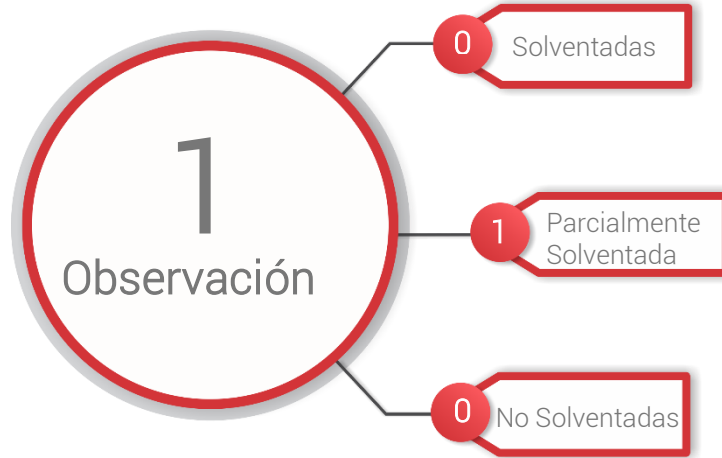 1
Observación
0
Solventadas
1
Parcialmente
Solventada
0
No Solventadas